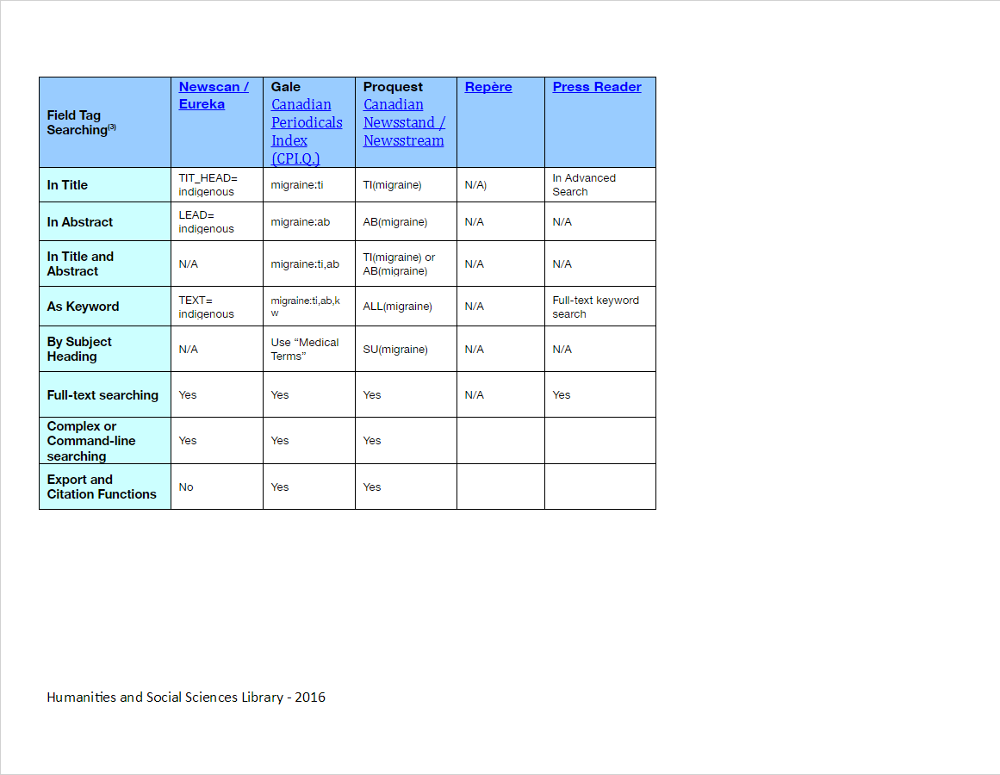 Field Tag
Searching(3)
Newscan /
Eureka
Gale
Canadian
Periodicals
Index
(CPI.Q.)
Proquest
Canadian
Newsstand /
Newsstream
Repère
Press Reader
In Title
TIT_HEAD=
indigenous
migraine:ti
TI(migraine)
N/A)
In Advanced
Search
In Abstract
LEAD=
indigenous
migraine:ab
AB(migraine)
N/A
N/A
In Title and
Abstract
N/A
migraine:ti,ab
TI(migraine) or
AB(migraine)
N/A
N/A
As Keyword
TEXT=
indigenous
migraine:ti,ab,k
w
ALL(migraine)
N/A
Full-text keyword
search
By Subject
Heading
N/A
Use “Medical
Terms”
SU(migraine)
N/A
N/A
Full-text searching
Yes
Yes
Yes
N/A
Yes
Complex or
Command-line
searching
Yes
Yes
Yes
Export and
Citation Functions
No
Yes
Yes
Humanities and Social Sciences Library - 2016